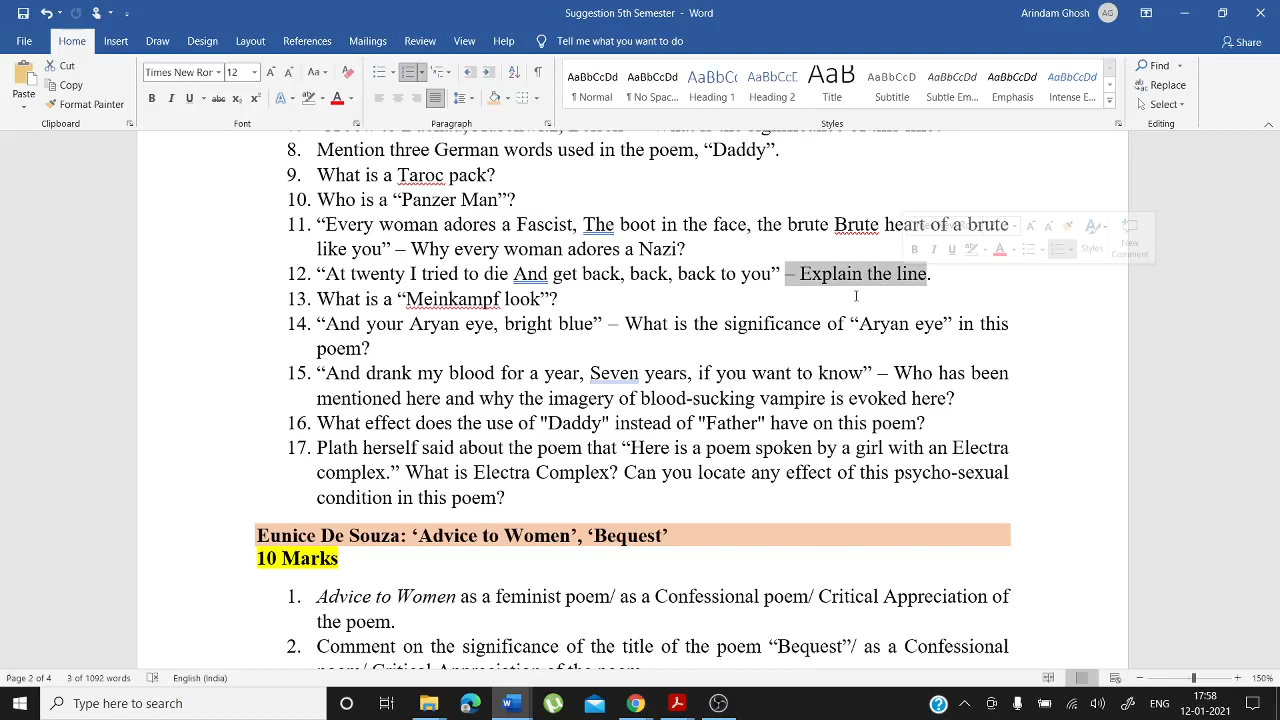 Suggestion 5th Semester - Word
Arindam Ghosh AG
File Home Insert Draw Design Layout References Mailings Review View Help Tell me what you want to do Share
Paste
Cut
Copy
Format Painter
Clipboard
Times New Ror 12
Font
Paragraph
AaBbCcDd AaBbCcDd AaBbCc AaBbCcE AaB AaBbCcD AaBbCcDd AaBbCcDd AaBbCcDd
¶ Normal ¶ No Spac... Heading 1 Heading 2 Title Subtitle Subtle Em... Emphasis Intense E...
Styles
Find
Replace
Select
Editing
8. Mention three German words used in the poem, “Daddy”.
9. What is a Taroc pack?
10. Who is a “Panzer Man”?
11. “Every woman adores a Fascist, The boot in the face, the brute Brute heart of a brute
like you” – Why every woman adores a Nazi?
12. “At twenty I tried to die And get back, back, back to you” – Explain the line.
13. What is a “Meinkampf look”?
14. “And your Aryan eye, bright blue” – What is the significance of “Aryan eye” in this
poem?
15. “And drank my blood for a year, Seven years, if you want to know” – Who has been
mentioned here and why the imagery of blood-sucking vampire is evoked here?
16. What effect does the use of "Daddy" instead of "Father" have on this poem?
17. Plath herself said about the poem that “Here is a poem spoken by a girl with an Electra
complex.” What is Electra Complex? Can you locate any effect of this psycho-sexual
condition in this poem?
Styles
New
Comment
Eunice De Souza: ‘Advice to Women’, ‘Bequest’
10 Marks
1. Advice to Women as a feminist poem/ as a Confessional poem/ Critical Appreciation of
the poem.
2. Comment on the significance of the title of the poem “Bequest”/ as a Confessional
poem/ Critical Appreciation of the poem
Page 2 of 4 3 of 1092 words English (India) 150%
Type here to search
17:58
12-01-2021